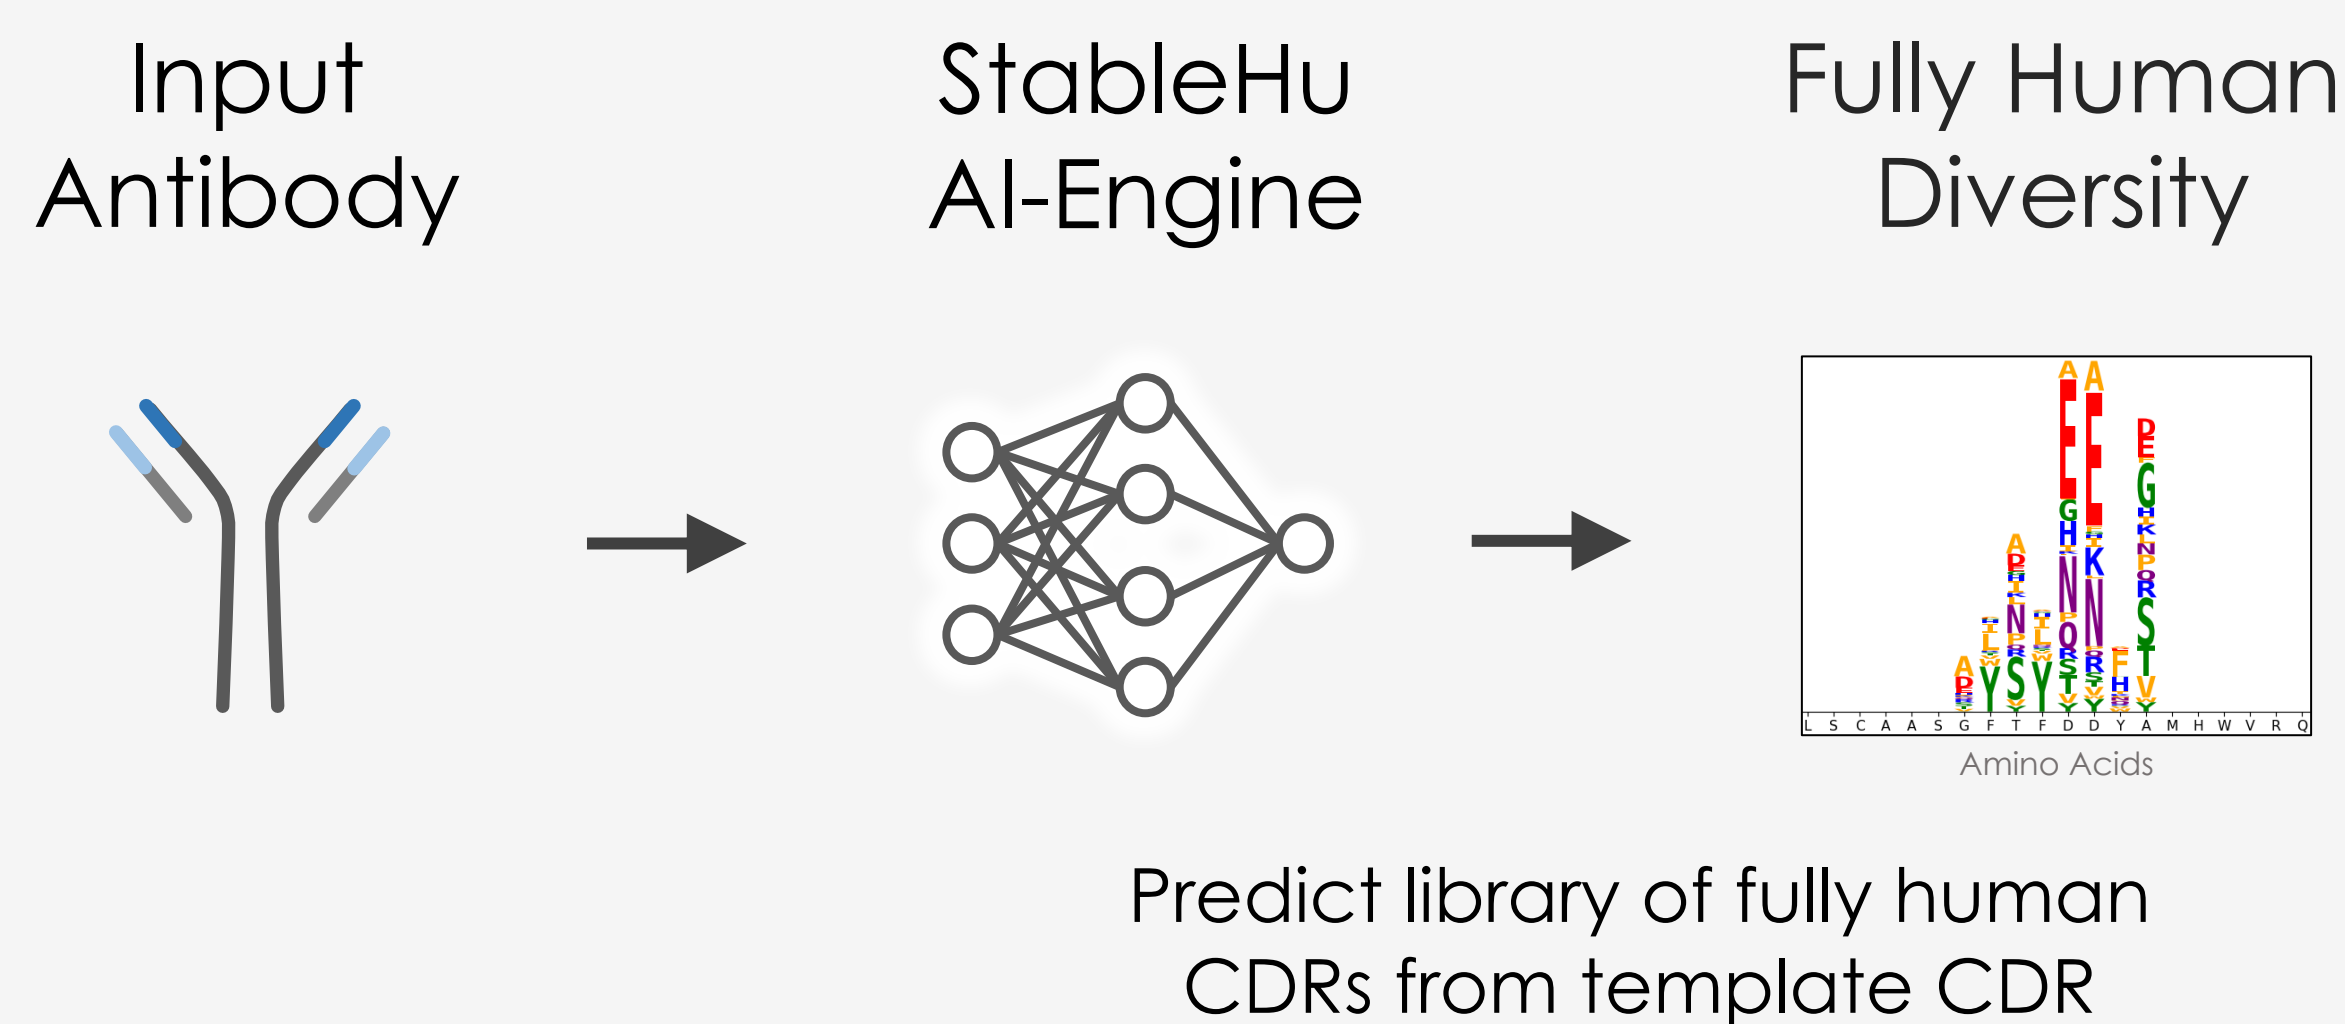 Input
Antibody
StableHu
AI-Engine
Fully Human
Diversity
L S C A A S G F T F D D Y A M H W V R Q
Amino Acids
Predict library of fully human
CDRs from template CDR